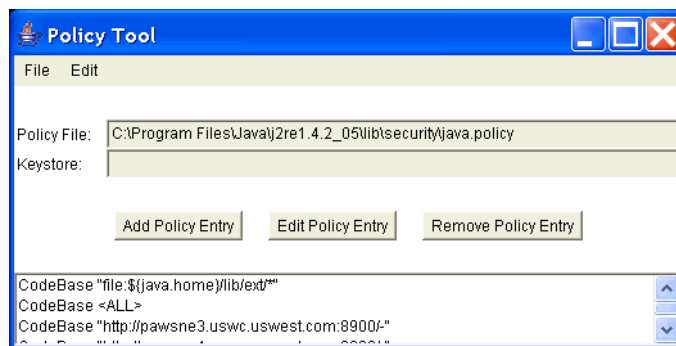 Policy Tool
File Edit
Policy File: C:\Program Files\Java\j2re1.4.2_05\lib\security\java.policy
Keystore:
Add Policy Entry Edit Policy Entry Remove Policy Entry
CodeBase "file:${java.home}/lib/ext/*"
CodeBase <ALL>
CodeBase "http://pawsne3.uswc.uswest.com:8900/-"